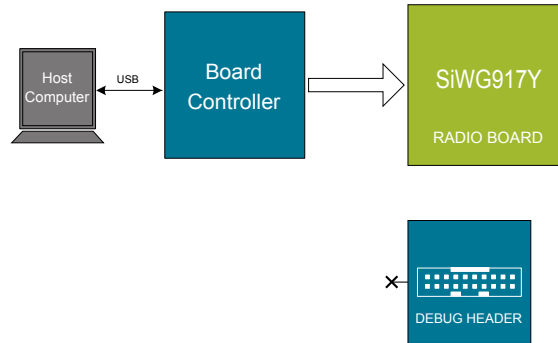 Host
Computer
USB
Board
Controller
SiWG917Y
RADIO BOARD
DEBUG HEADER